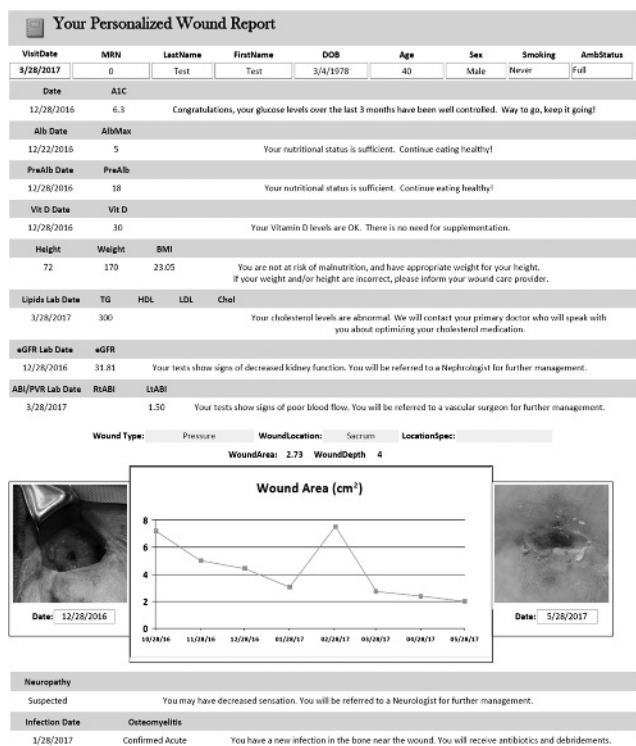 Your Personalized Wound Report
VisitDate MRN LastName FirstName DOB Age Sex Smoking AmbStatus
3/28/2017 0 Test Test 3/4/1978 40 Male Never Full
Date A1C
12/28/2016 6.3 Congratulations, your glucose levels over the last 3 months have been well controlled. Way to go, keep it going!
Alb Date AlbMax
12/22/2016 5 Your nutritional status is sufficient. Continue eating healthy!
PreAlb Date PreAlb
12/28/2016 18 Your nutritional status is sufficient. Continue eating healthy!
Vit D Date Vit D
12/28/2016 30 Your Vitamin D levels are OK. There is no need for supplementation.
Height Weight BMI
72 170 23.05 You are not at risk of malnutrition, and have appropriate weight for your height.
If your weight and/or height are incorrect, please inform your wound care provider.
Lipids Lab Date TG HDL LDL Chol
3/28/2017 300 Your cholesterol levels are abnormal. We will contact your primary doctor who will speak with
you about optimizing your cholesterol medication.
eGFR Lab Date eGFR
12/28/2016 31.81 Your tests show signs of decreased kidney function. You will be referred to a Nephrologist for further management.
ABI/PVR Lab Date RtABI LtABI
3/28/2017 1.50 Your tests show signs of poor blood flow. You will be referred to a vascular surgeon for further management.
Wound Type: Pressure WoundLocation: Sacrum LocationSpec:
WoundArea: 2.73 WoundDepth 4
Wound Area (cm²)
8
6
4
2
0
10/28/16 11/28/16 12/28/16 01/28/17 02/28/17 03/28/17 04/28/17 05/28/17
Date: 12/28/2016
Date: 5/28/2017
Neuropathy
Suspected You may have decreased sensation. You will be referred to a Neurologist for further management.
Infection Date Osteomyelitis
1/28/2017 Confirmed Acute You have a new infection in the bone near the wound. You will receive antibiotics and debridements.